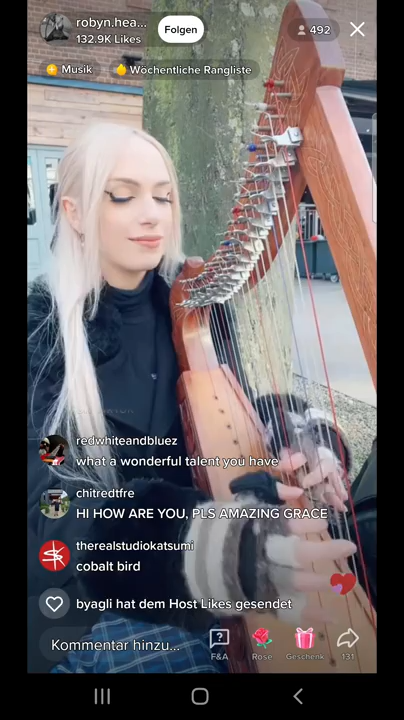 robyn.hea...
132.9K Likes
Folgen
492
Musik
Wöchentliche Rangliste
redwhiteandbluez
what a wonderful talent you have
chitredtfre
HI HOW ARE YOU, PLS AMAZING GRACE
therealstudiokatsumi
cobalt bird
byagli hat dem Host Likes gesendet
Kommentar hinzu...
F&A
Rose
Geschenk
131